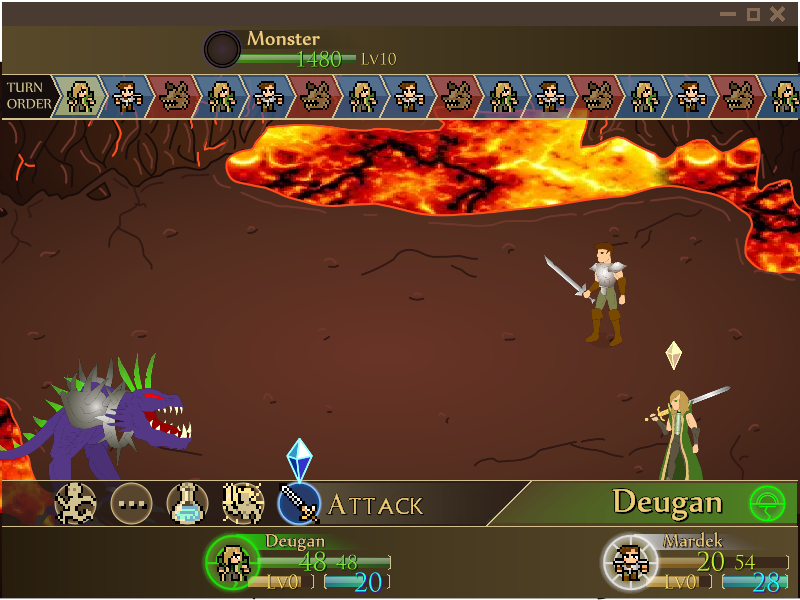 Monster
1480 Lv10
TURN
ORDER
ATTACK
Deugan
Deugan
48 48
Lv0 20
Mardek
20 54
Lv0 28